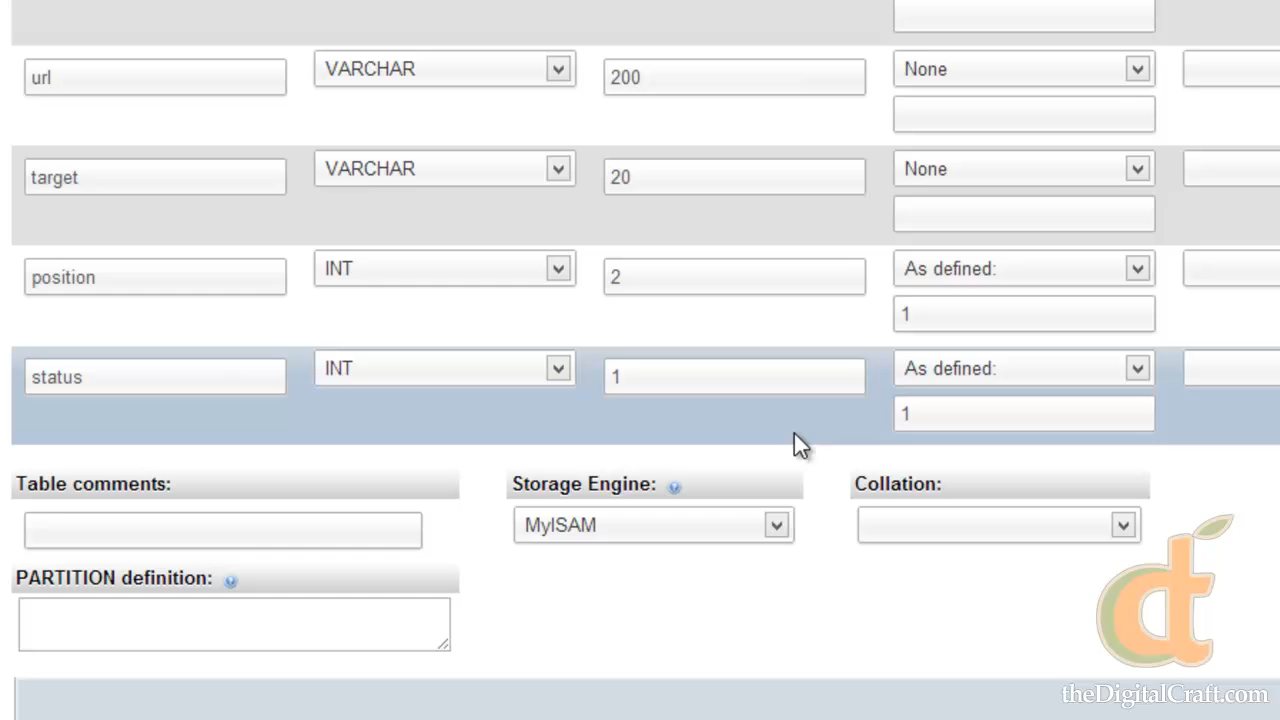 url VARCHAR 200 None
target VARCHAR 20 None
position INT 2 As defined:
1
status INT 1 As defined:
1
Table comments: Storage Engine: Collation:
MyISAM
PARTITION definition:
dt
theDigitalCraft.com